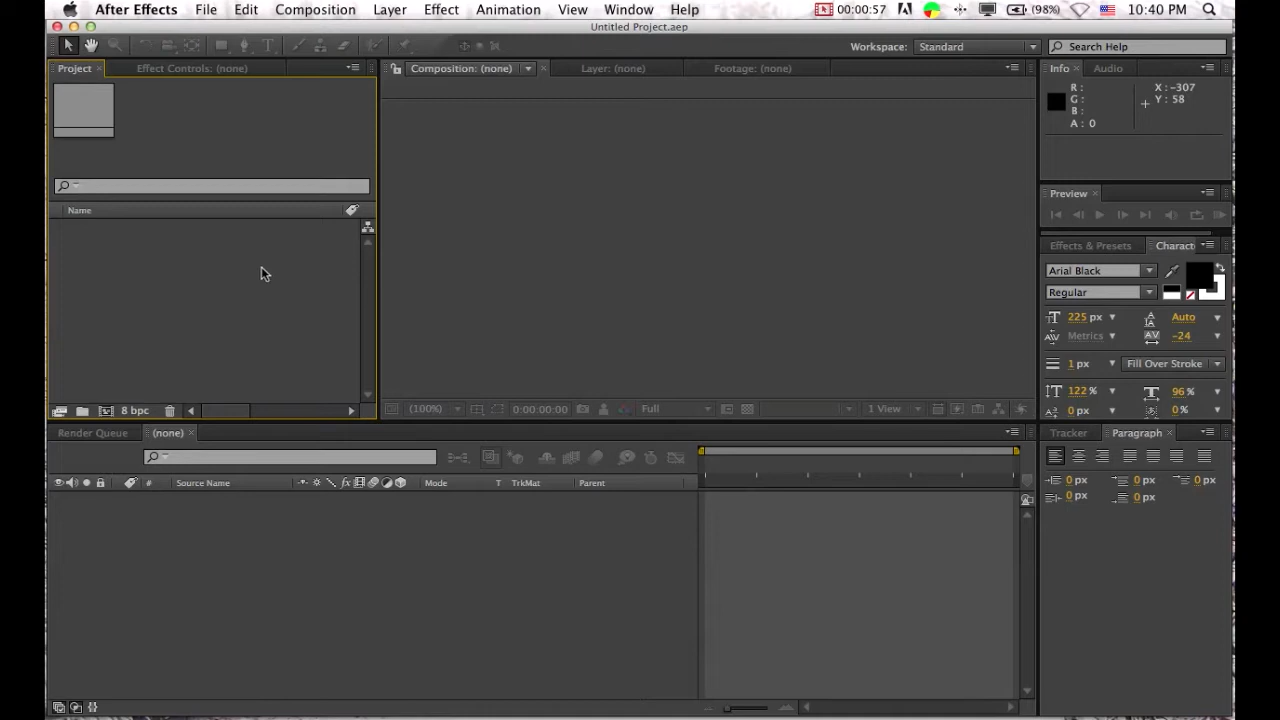 After Effects File Edit Composition Layer Effect Animation View Window Help 00:00:57 (98%) 10:40 PM
Untitled Project.aep
Workspace: Standard Search Help
Project Effect Controls: (none) Composition: (none) Layer: (none) Footage: (none) Info Audio
R: X: -307
G: Y: 58
B:
A: 0
Preview
Name
Effects & Presets Charact
Arial Black
Regular
225 px Auto
Metrics -24
1 px Fill Over Stroke
122 % 96 %
8 bpc (100%) 0:00:00:00 Full 1 View 0 px 0 %
Render Queue (none) Tracker Paragraph
# Source Name fx Mode T TrkMat Parent
0 px 0 px 0 px
0 px 0 px